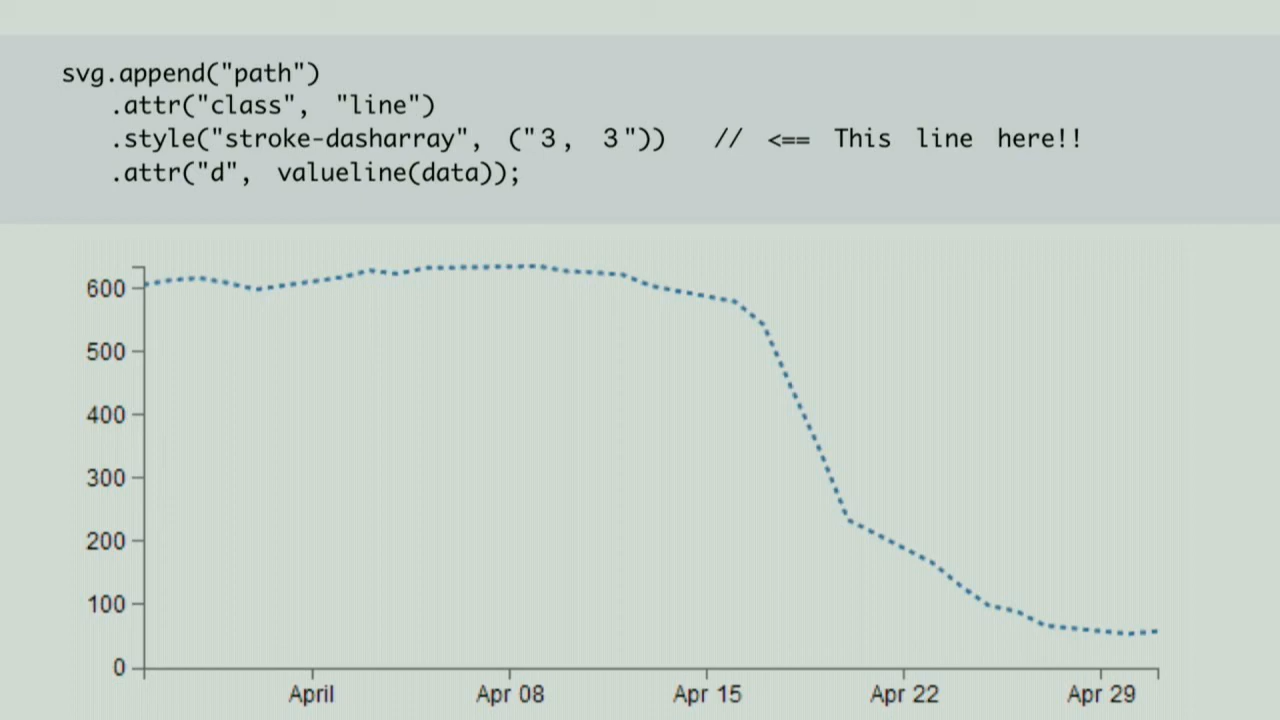 svg.append("path")
.attr("class", "line")
.style("stroke-dasharray", ("3, 3")) // <== This line here!!
.attr("d", valueline(data));
600
500
400
300
200
100
0
April Apr 08 Apr 15 Apr 22 Apr 29